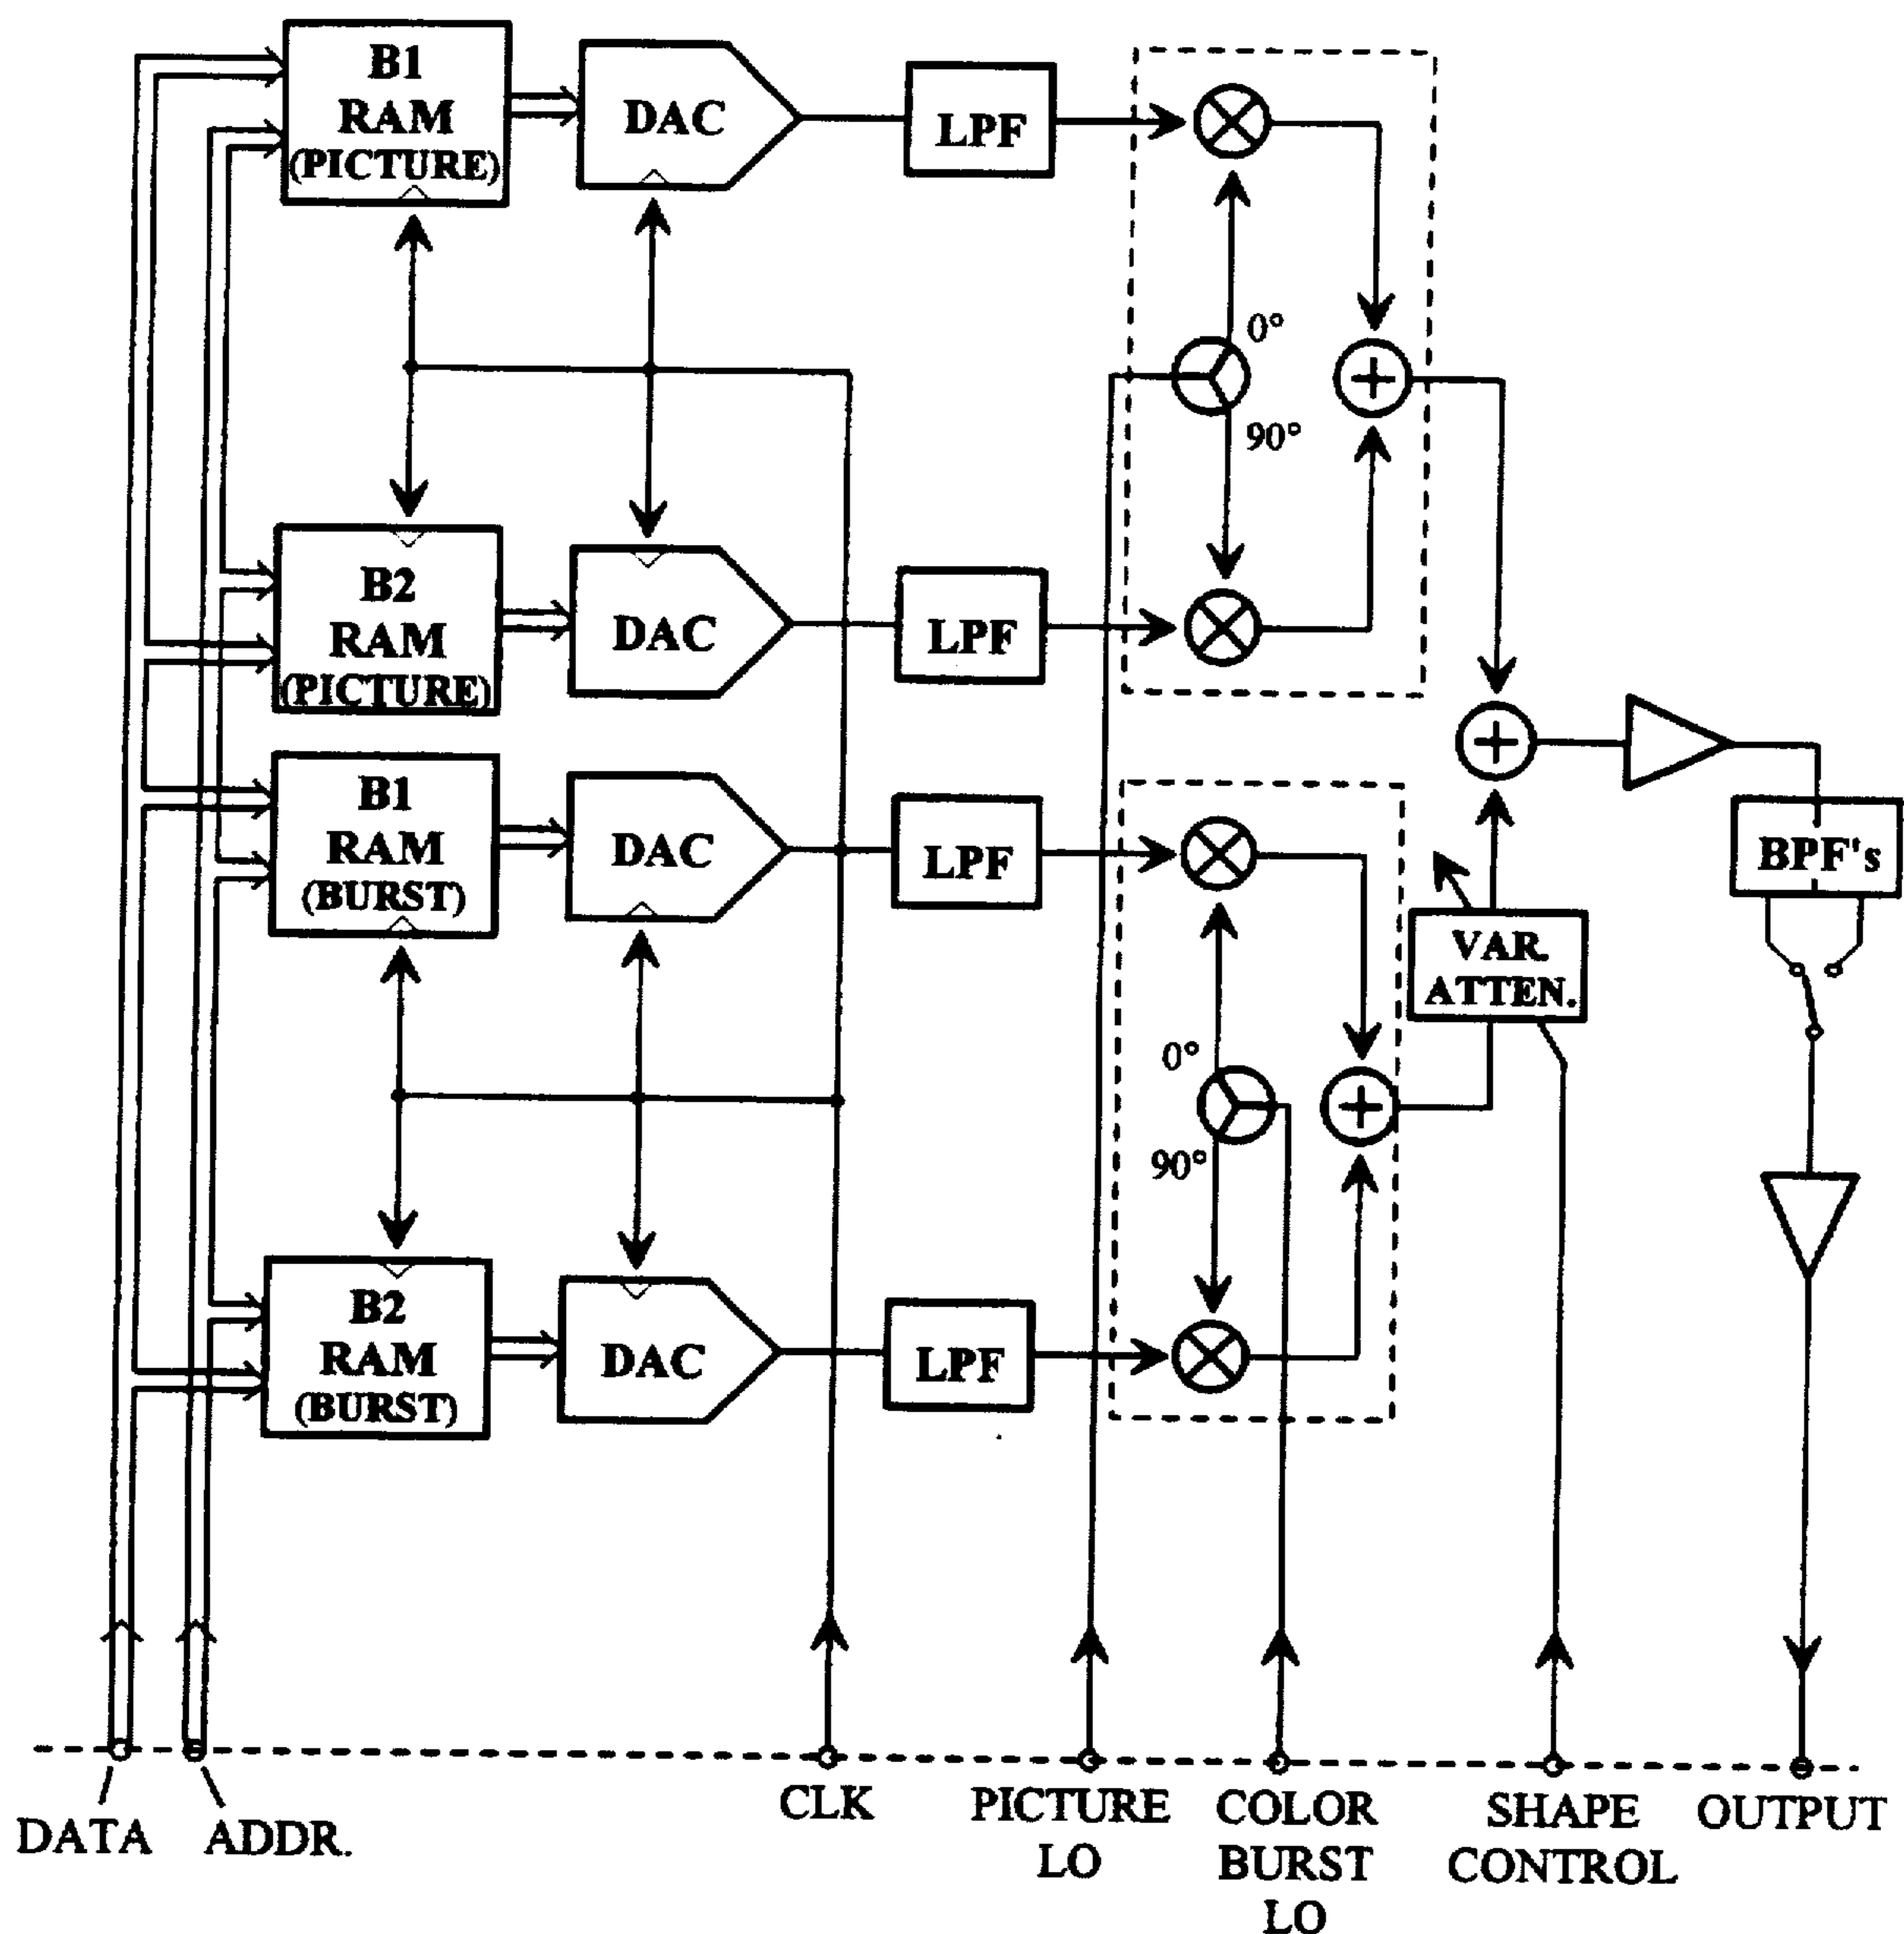 B1
RAM
(PICTURE)
DAC
LPF
0°
90°
B2
RAM
(PICTURE)
DAC
LPF
B1
RAM
(BURST)
DAC
LPF
BPF's
VAR.
ATTEN.
0°
90°
B2
RAM
(BURST)
DAC
LPF
DATA
ADDR.
CLK
PICTURE
LO
COLOR
BURST
LO
SHAPE
CONTROL
OUTPUT